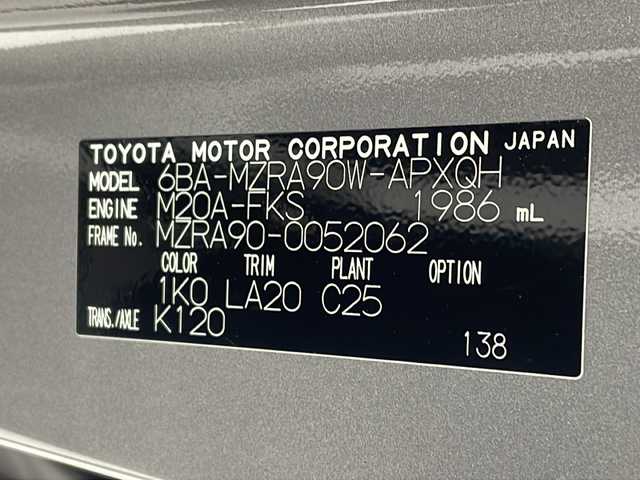 TOYOTA MOTOR CORPORATION JAPAN
MODEL 6BA-MZRA90W-APXQH
ENGINE M20A-FKS 1986 mL
FRAME No. MZRA90-0052062
COLOR TRIM PLANT OPTION
1K0 LA20 C25
TRANS./AXLE K120
138